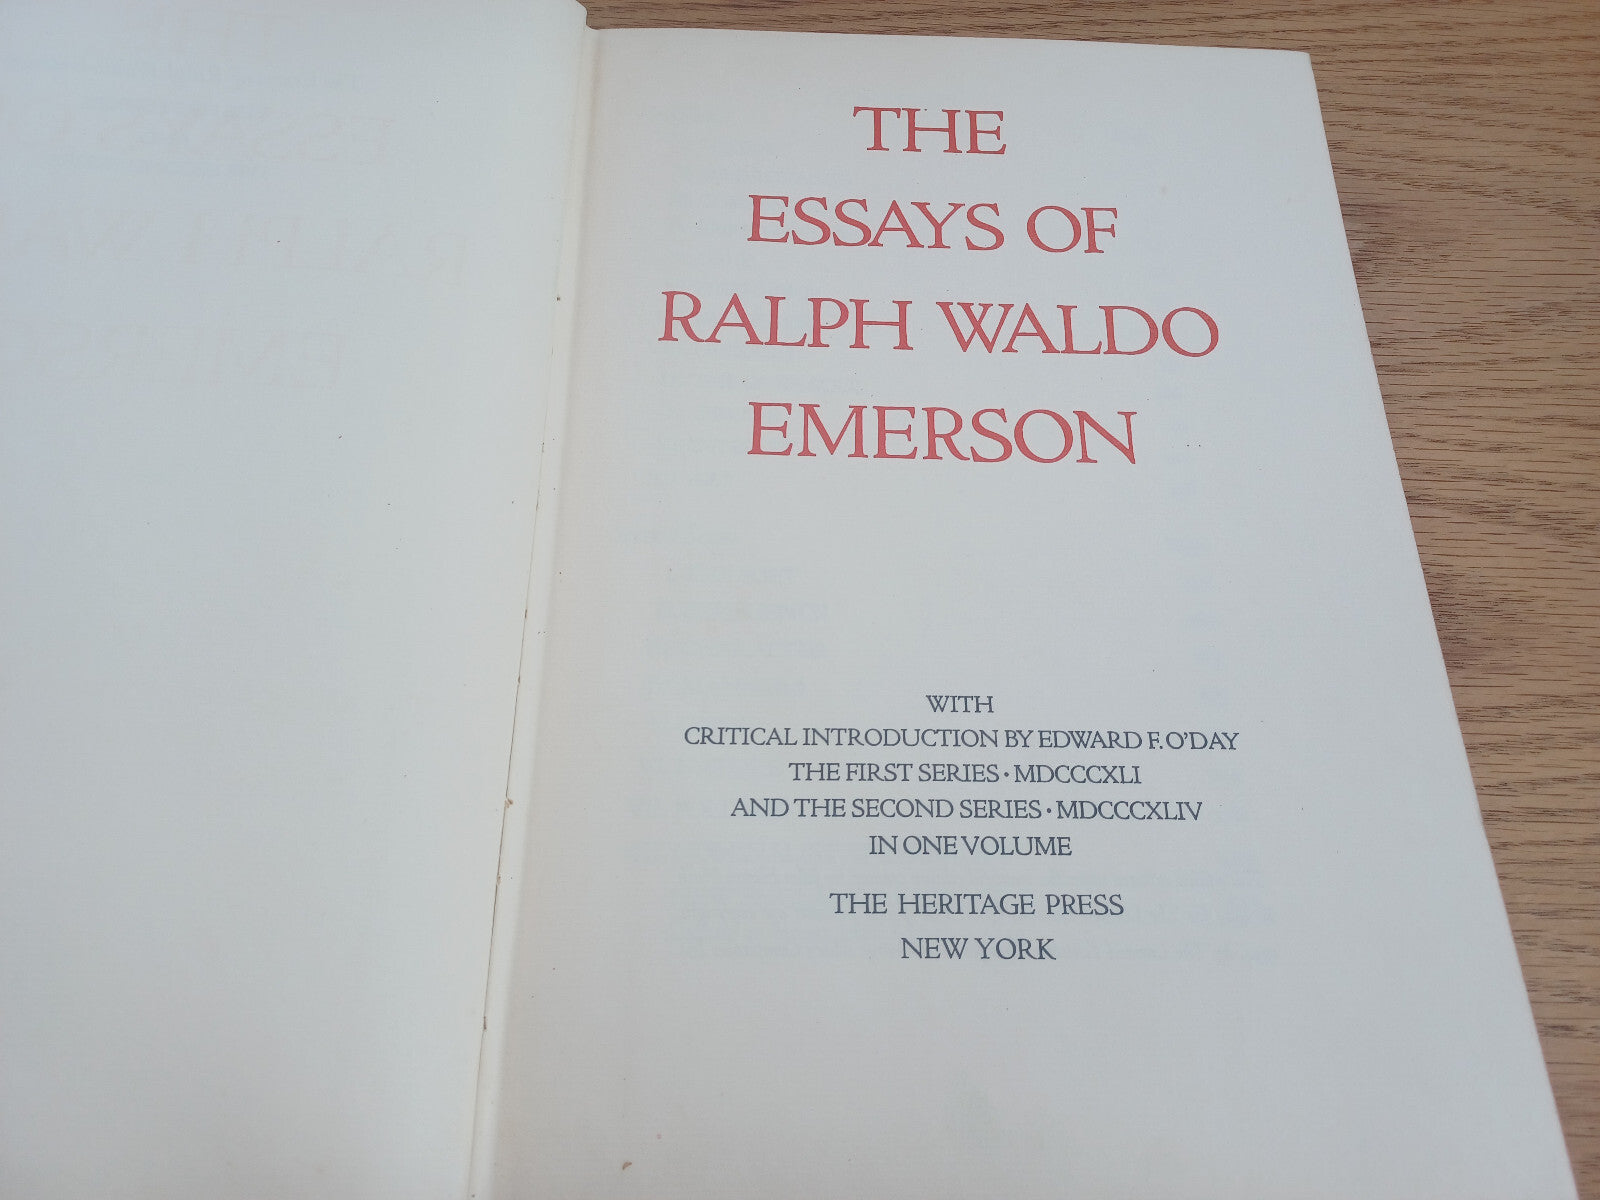 THE
ESSAYS OF
RALPH WALDO
EMERSON
WITH
CRITICAL INTRODUCTION BY EDWARD F. O'DAY
THE FIRST SERIES · MDCCCXLI
AND THE SECOND SERIES · MDCCCXLIV
IN ONE VOLUME
THE HERITAGE PRESS
NEW YORK